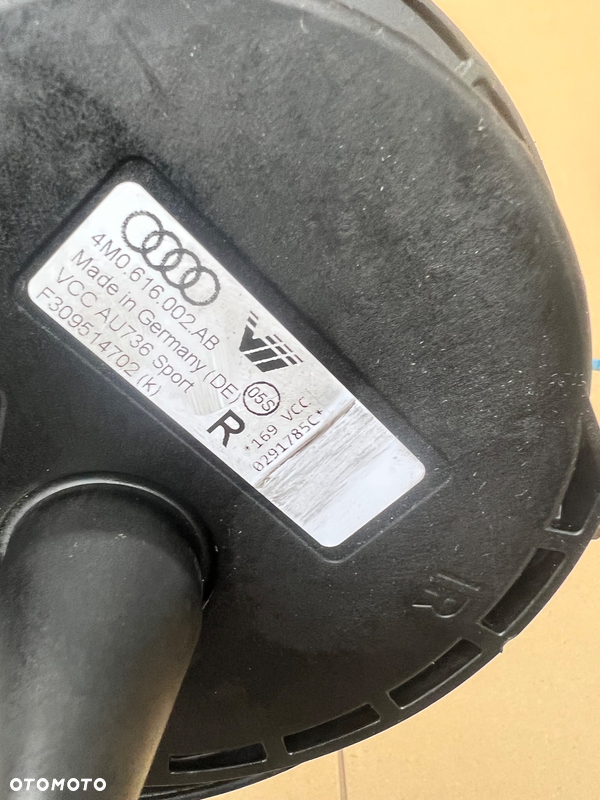 4M0.616.002.AB
Made in Germany (DE)
VCC AU736 Sport
F309514702 (K)
05S
R
*169 VCC
0291785C*
R
OTOMOTO